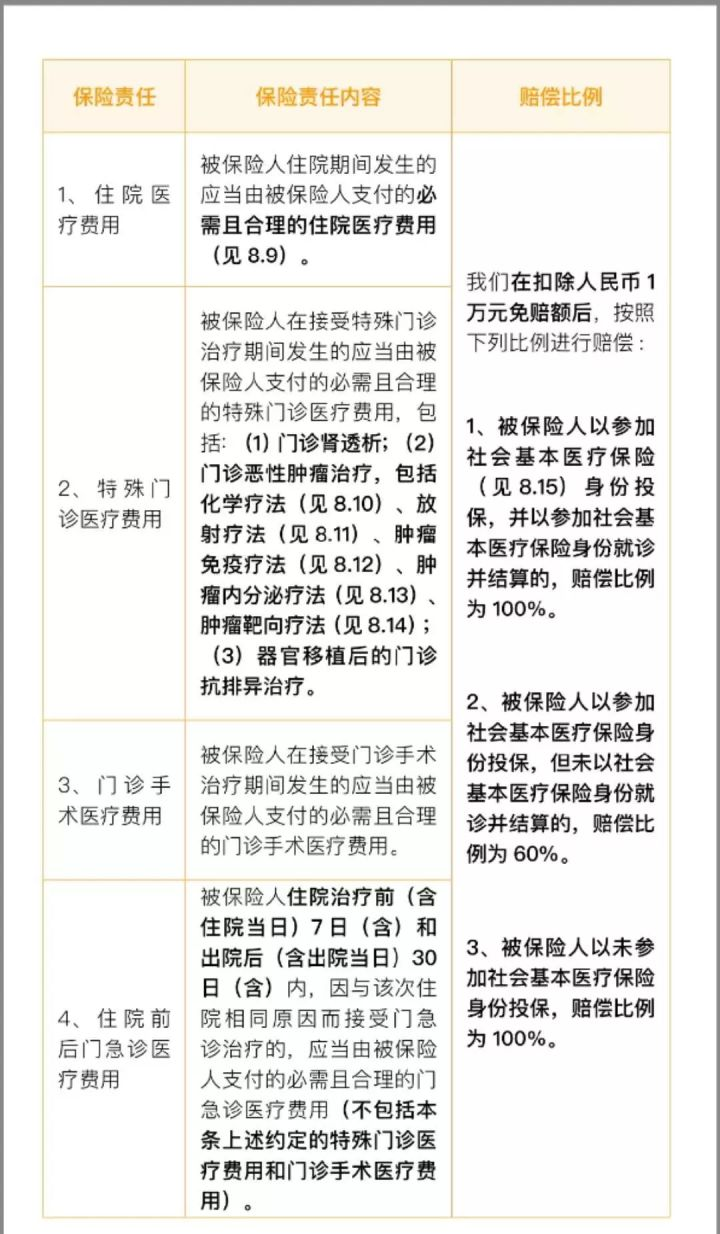 保险责任
保险责任内容
赔偿比例
1、住院医
疗费用
被保险人住院期间发生的
应当由被保险人支付的必
需且合理的住院医疗费用
（见 8.9）。
2、特殊门
诊医疗费用
被保险人在接受特殊门诊
治疗期间发生的应当由被
保险人支付的必需且合理
的特殊门诊医疗费用，包
括:（1）门诊肾透析；（2）
门诊恶性肿瘤治疗，包括
化学疗法（见 8.10）、放
射疗法（见 8.11）、肿瘤
免疫疗法（见 8.12）、肿
瘤内分泌疗法（见 8.13）、
肿瘤靶向疗法（见 8.14）；
（3）器官移植后的门诊
抗排异治疗。
3、门诊手
术医疗费用
被保险人在接受门诊手术
治疗期间发生的应当由被
保险人支付的必需且合理
的门诊手术医疗费用。
4、住院前
后门急诊医
疗费用
被保险人住院治疗前（含
住院当日）7 日（含）和
出院后（含出院当日）30
日（含）内，因与该次住
院相同原因而接受门急
诊治疗的，应当由被保险
人支付的必需且合理的门
急诊医疗费用（不包括本
条上述约定的特殊门诊医
疗费用和门诊手术医疗费
用）。
我们在扣除人民币 1
万元免赔额后，按照
下列比例进行赔偿：
1、被保险人以参加
社会基本医疗保险
（见 8.15）身份投
保，并以参加社会基
本医疗保险身份就诊
并结算的，赔偿比例
为 100%。
2、被保险人以参加
社会基本医疗保险身
份投保，但未以社会
基本医疗保险身份就
诊并结算的，赔偿比
例为 60%。
3、被保险人以未参
加社会基本医疗保险
身份投保，赔偿比例
为 100%。